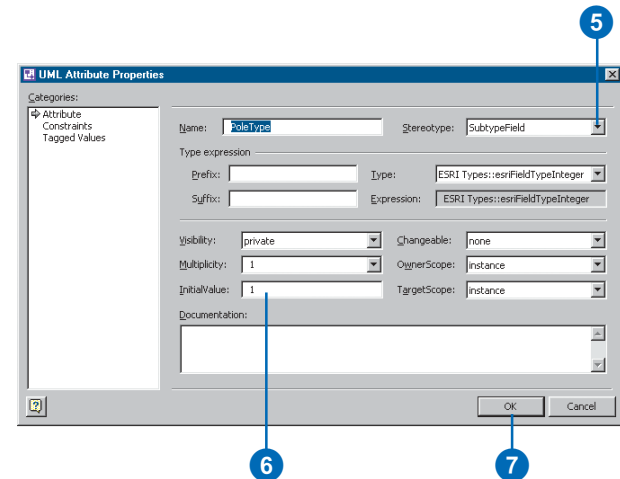 5
UML Attribute Properties
Categories:
Attribute
Constraints
Tagged Values
Name: PoleType Stereotype: SubtypeField
Type expression
Prefix: Type: ESRI Types::esriFieldTypeInteger
Suffix: Expression: ESRI Types::esriFieldTypeInteger
Visibility: private Changeable: none
Multiplicity: 1 OwnerScope: instance
InitialValue: 1 TargetScope: instance
Documentation:
OK Cancel
6 7